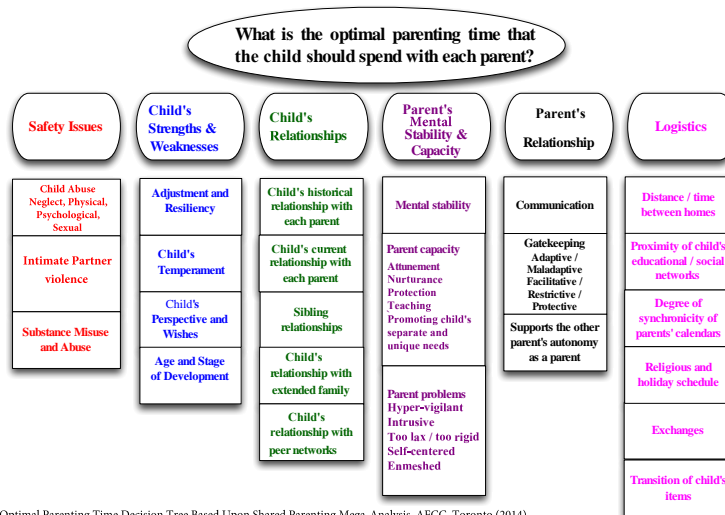 What is the optimal parenting time that
the child should spend with each parent?
Safety Issues
Child's
Strengths &
Weaknesses
Child's
Relationships
Parent's
Mental
Stability &
Capacity
Parent's
Relationship
Logistics
Child Abuse
Neglect, Physical,
Psychological,
Sexual
Intimate Partner
violence
Substance Misuse
and Abuse
Adjustment and
Resiliency
Child's
Temperament
Child's
Perspective and
Wishes
Age and Stage
of Development
Child's historical
relationship with
each parent
Child's current
relationship with
each parent
Sibling
relationships
Child's
relationship with
extended family
Child's
relationship with
peer networks
Mental stability
Parent capacity
Attunement
Nurturance
Protection
Teaching
Promoting child's
separate and
unique needs
Parent problems
Hyper-vigilant
Intrusive
Too lax / too rigid
Self-centered
Enmeshed
Communication
Gatekeeping
Adaptive /
Maladaptive
Facilitative /
Restrictive /
Protective
Supports the other
parent's autonomy
as a parent
Distance / time
between homes
Proximity of child's
educational / social
networks
Degree of
synchronicity of
parents' calendars
Religious and
holiday schedule
Exchanges
Transition of child's
items
Optimal Parenting Time Decision Tree Based Upon Shared Parenting Mega-Analysis, AFCC, Toronto (2014)